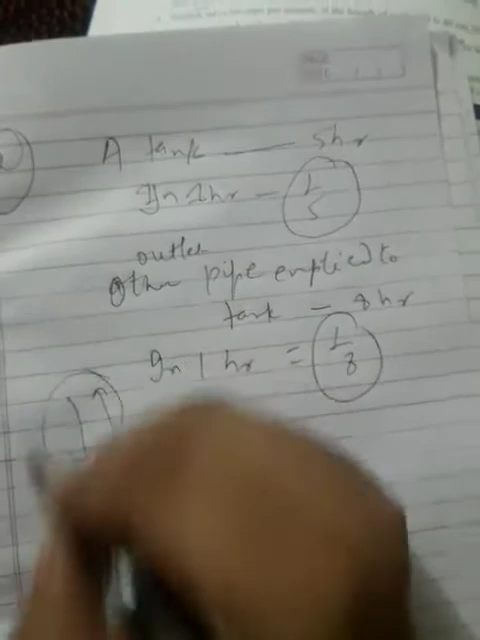 A tank — 5hr
In 1hr — 1/5
outlet
Other pipe emptied to
tank — 8hr
In 1 hr = 1/8